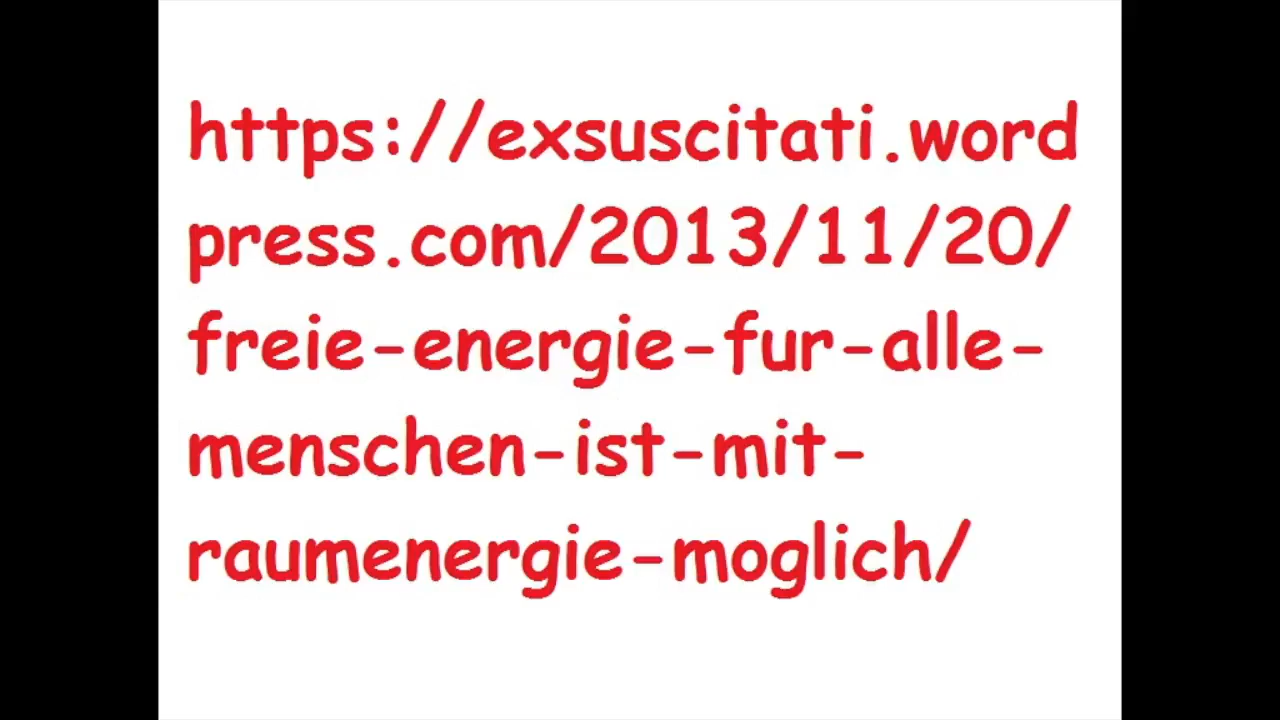 https://exsuscitati.word
press.com/2013/11/20/
freie-energie-fur-alle-
menschen-ist-mit-
raumenergie-moglich/